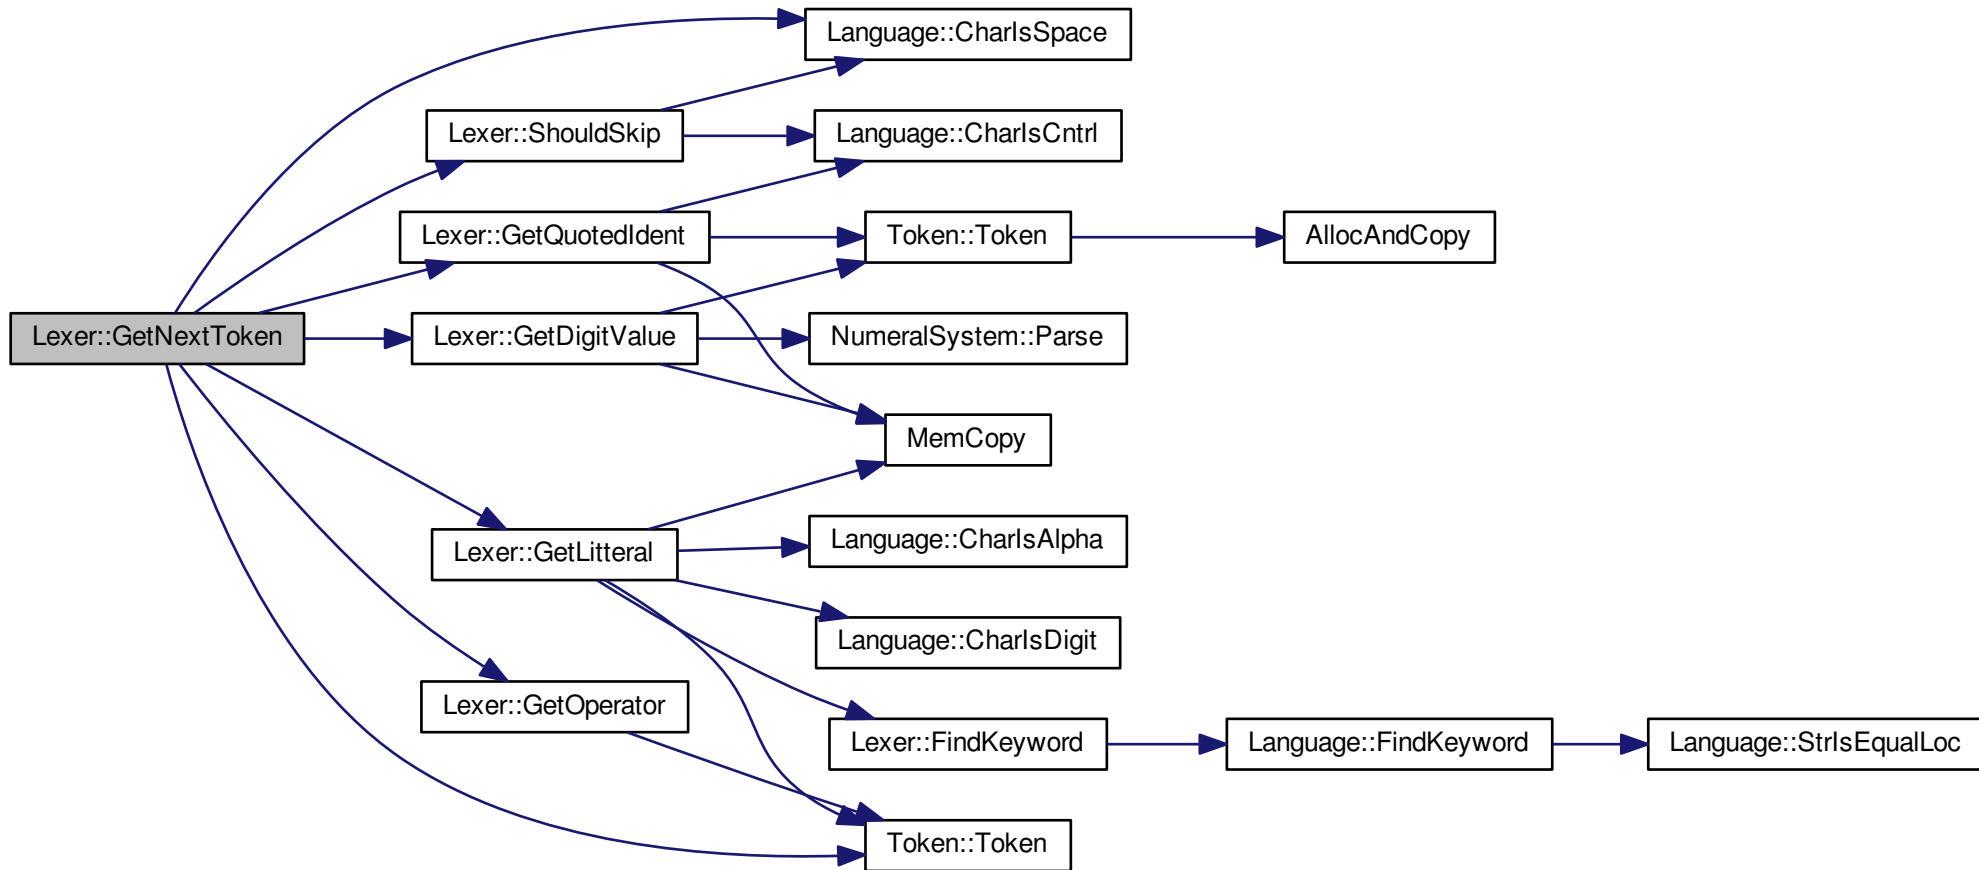 Language::CharIsSpace
Lexer::ShouldSkip
Language::CharIsCntrl
Lexer::GetQuotedIdent
Token::Token
AllocAndCopy
Lexer::GetNextToken
Lexer::GetDigitValue
NumeralSystem::Parse
MemCopy
Language::CharIsAlpha
Lexer::GetLitteral
Language::CharIsDigit
Lexer::GetOperator
Lexer::FindKeyword
Language::FindKeyword
Language::StrIsEqualLoc
Token::Token